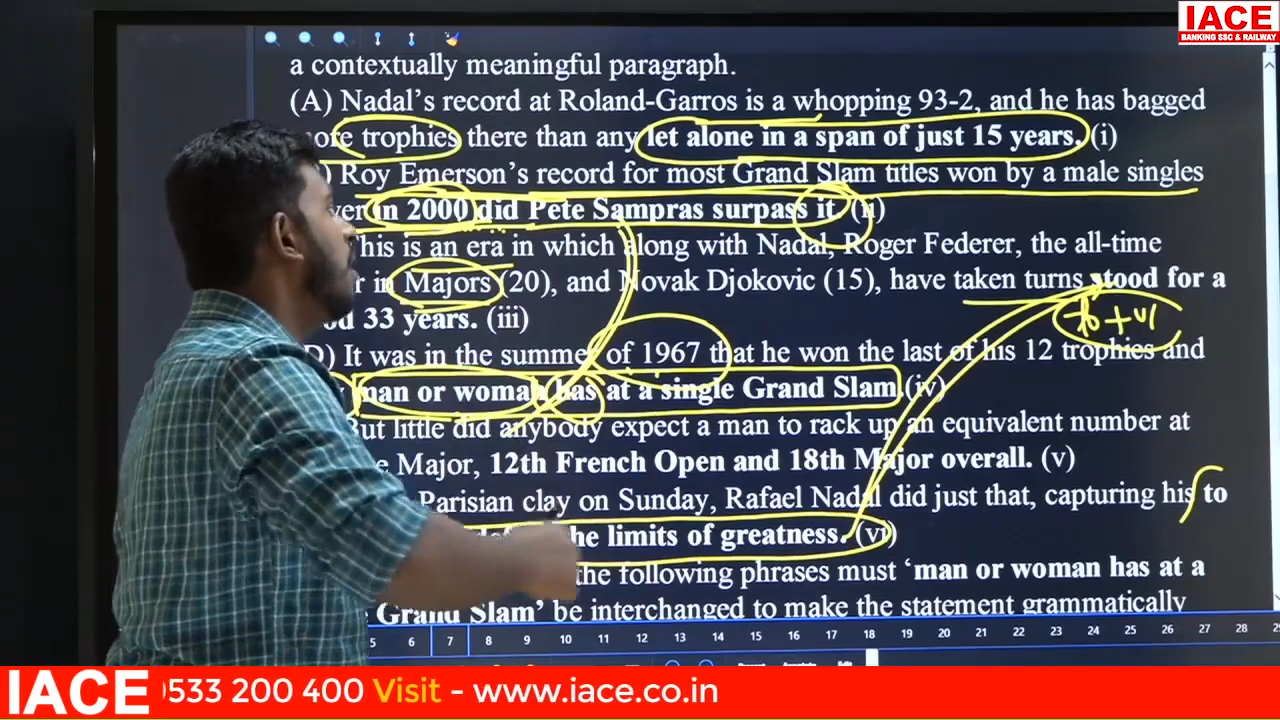 IACE
BANKING SSC & RAILWAY
a contextually meaningful paragraph.
(A) Nadal's record at Roland-Garros is a whopping 93-2, and he has bagged
more trophies there than any let alone in a span of just 15 years. (i)
Roy Emerson's record for most Grand Slam titles won by a male singles
in 2000 did Pete Sampras surpass it. (ii)
This is an era in which along with Nadal, Roger Federer, the all-time
in Majors (20), and Novak Djokovic (15), have taken turns stood for a
33 years. (iii)
D) It was in the summer of 1967 that he won the last of his 12 trophies and
man or woman has at a single Grand Slam. (iv)
But little did anybody expect a man to rack up an equivalent number at
Major, 12th French Open and 18th Major overall. (v)
to + v1
Parisian clay on Sunday, Rafael Nadal did just that, capturing his to
the limits of greatness. (vi)
the following phrases must 'man or woman has at a
Grand Slam' be interchanged to make the statement grammatically
5 6 7 8 9 10 11 12 13 14 15 16 17 18 19 20 21 22 23 24 25 26 27 28
IACE 9533 200 400 Visit - www.iace.co.in